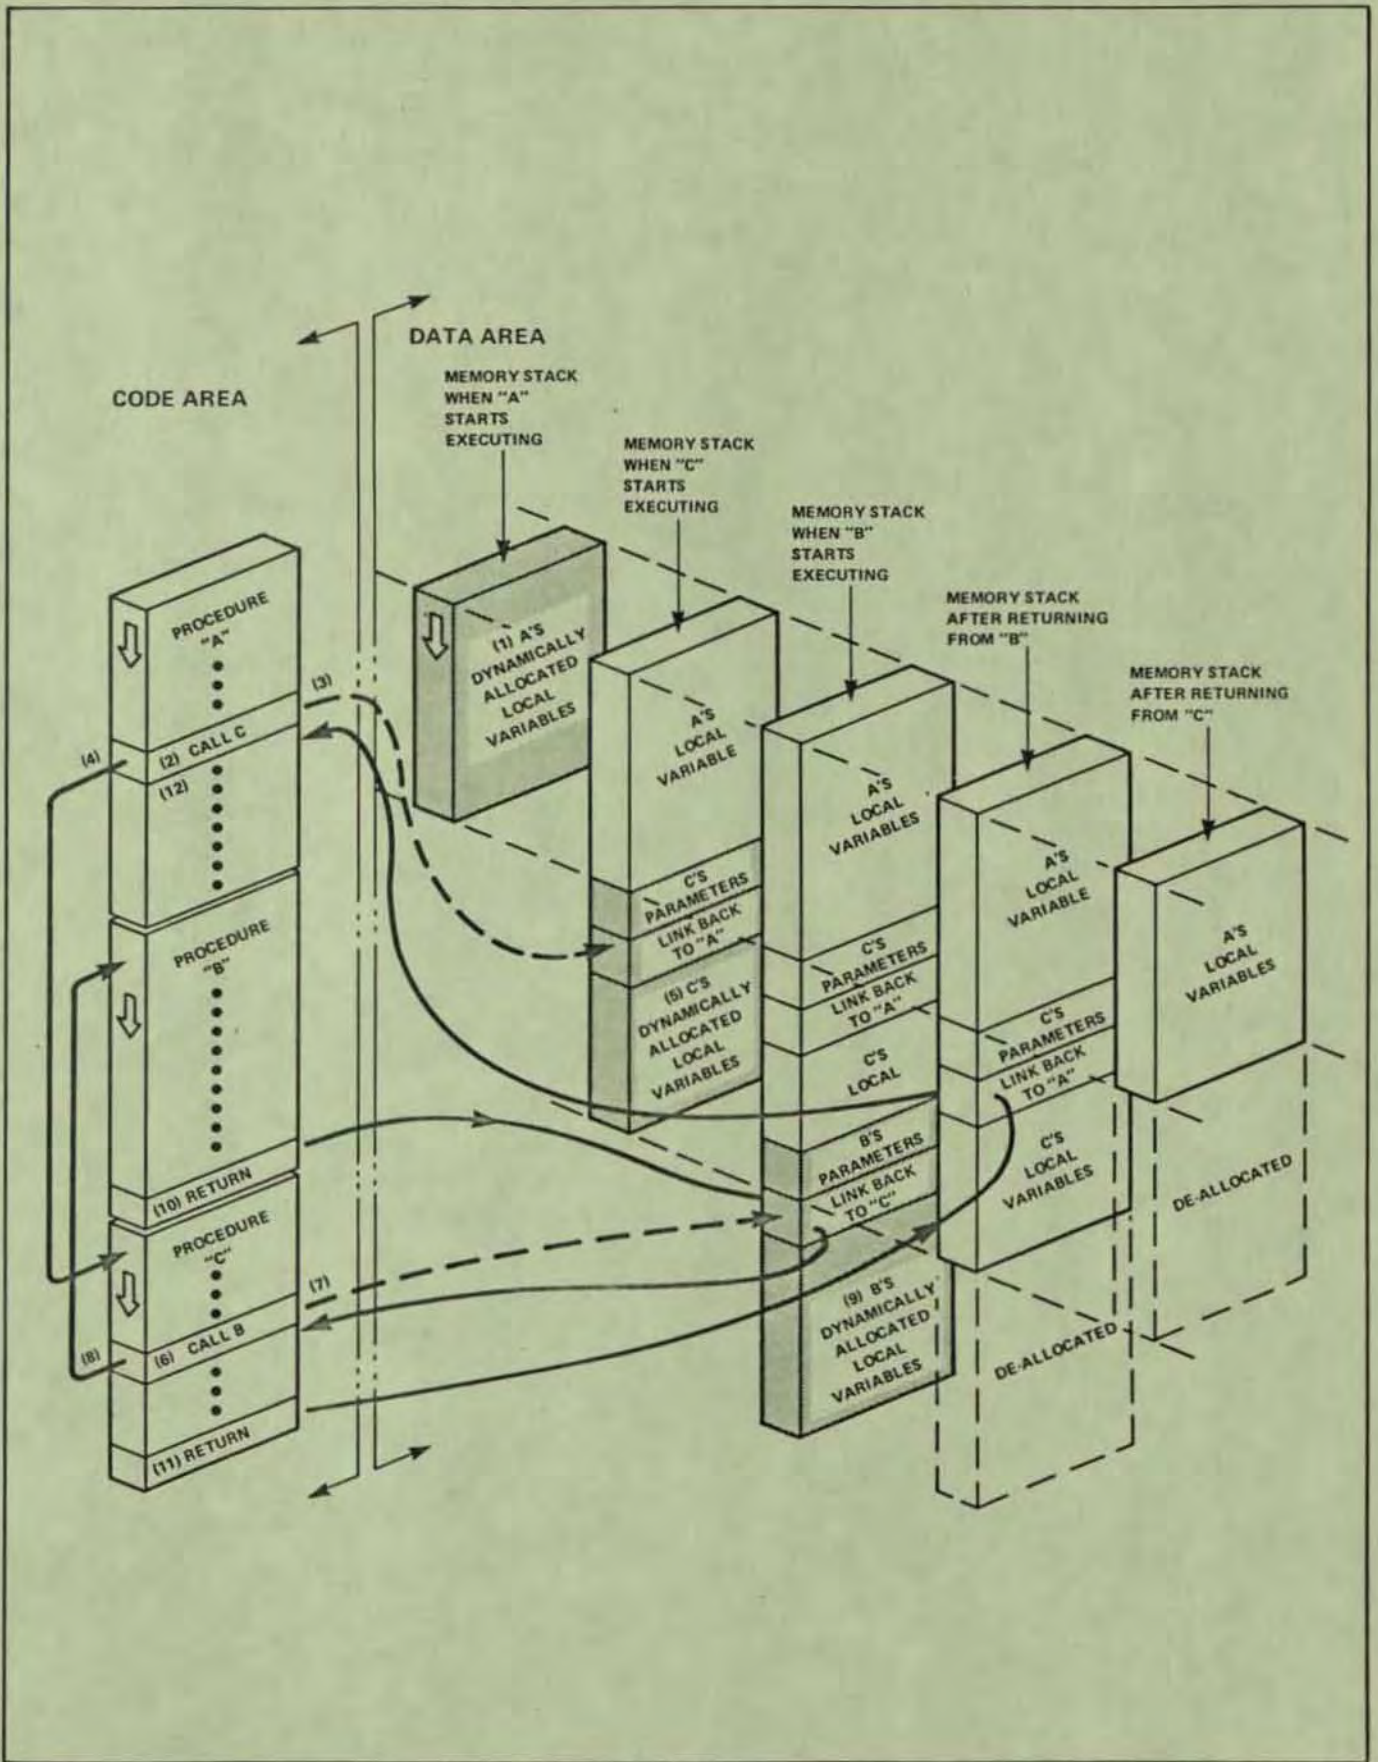 DATA AREA
CODE AREA
MEMORY STACK
WHEN "A"
STARTS
EXECUTING
MEMORY STACK
WHEN "C"
STARTS
EXECUTING
MEMORY STACK
WHEN "B"
STARTS
EXECUTING
MEMORY STACK
AFTER RETURNING
FROM "B"
MEMORY STACK
AFTER RETURNING
FROM "C"
PROCEDURE
"A"
(3)
(2) CALL C
(4)
(12)
PROCEDURE
"B"
(10) RETURN
PROCEDURE
"C"
(7)
(6) CALL B
(8)
(11) RETURN
(1) A'S
DYNAMICALLY
ALLOCATED
LOCAL
VARIABLES
A'S
LOCAL
VARIABLE
C'S
PARAMETERS
LINK BACK
TO "A"
(5) C'S
DYNAMICALLY
ALLOCATED
LOCAL
VARIABLES
A'S
LOCAL
VARIABLES
C'S
PARAMETERS
LINK BACK
TO "A"
C'S
LOCAL
B'S
PARAMETERS
LINK BACK
TO "C"
(9) B'S
DYNAMICALLY
ALLOCATED
LOCAL
VARIABLES
A'S
LOCAL
VARIABLE
C'S
PARAMETERS
LINK BACK
TO "A"
C'S
LOCAL
VARIABLES
DE-ALLOCATED
A'S
LOCAL
VARIABLES
DE-ALLOCATED